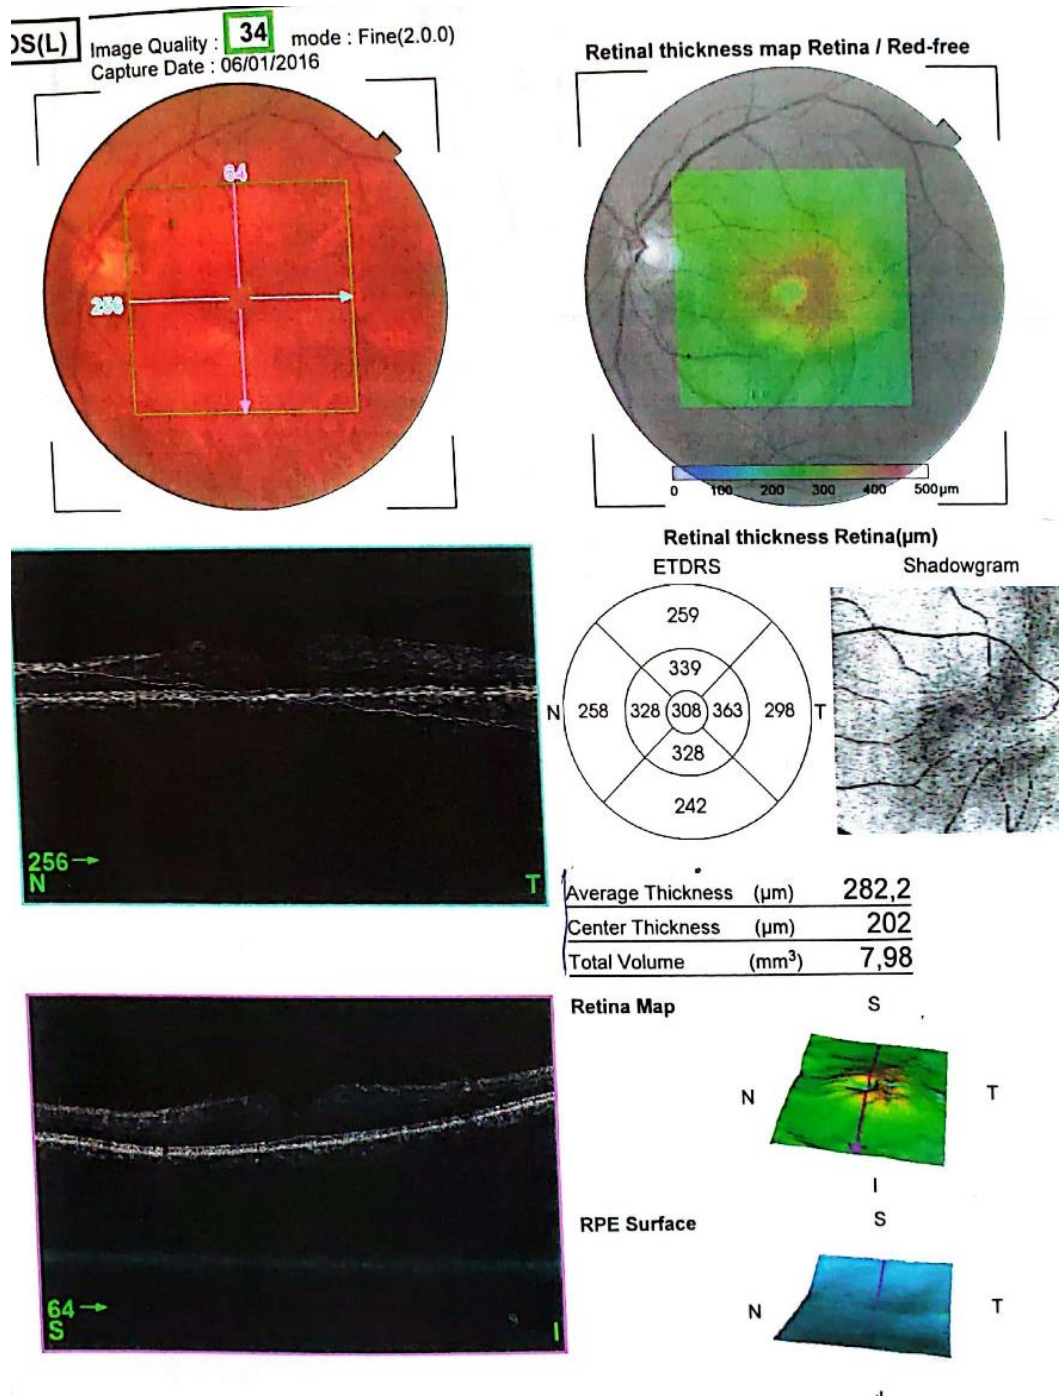 OS(L) Image Quality : 34 mode : Fine(2.0.0)
Capture Date : 06/01/2016
64
256
Retinal thickness map Retina / Red-free
0 100 200 300 400 500µm
Retinal thickness Retina(µm)
ETDRS
Shadowgram
259
339
N 258 328 308 363 298 T
328
242
256→
N T
Average Thickness (µm) 282,2
Center Thickness (µm) 202
Total Volume (mm³) 7,98
Retina Map
S
N T
I
64→
S I
RPE Surface
S
N T